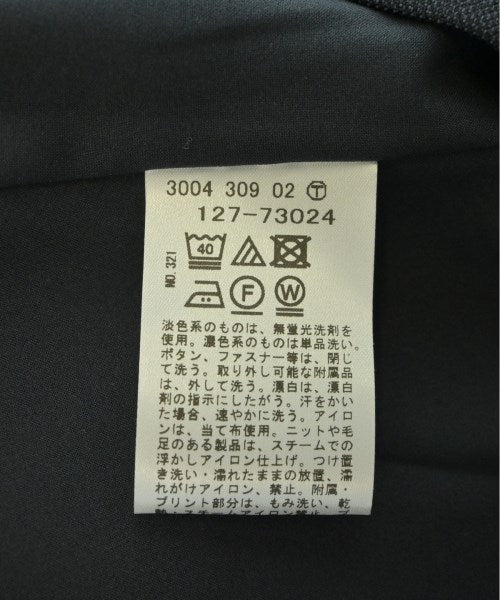 3004 309 02 Ⓣ
127-73024
NO.321
40
F W
淡色系のものは、無蛍光洗剤を
使用。濃色系のものは単品洗い。
ボタン、ファスナー等は、閉じ
て洗う。取り外し可能な附属品
は、外して洗う。漂白は、漂白
剤の指示にしたがう。汗をかい
た場合、速やかに洗う。アイロ
ンは、当て布使用。ニットや毛
足のある製品は、スチームでの
浮かしアイロン仕上げ。つけ置
き洗い・濡れたままの放置、濡
れがけアイロン、禁止。附属・
プリント部分は、もみ洗い、乾